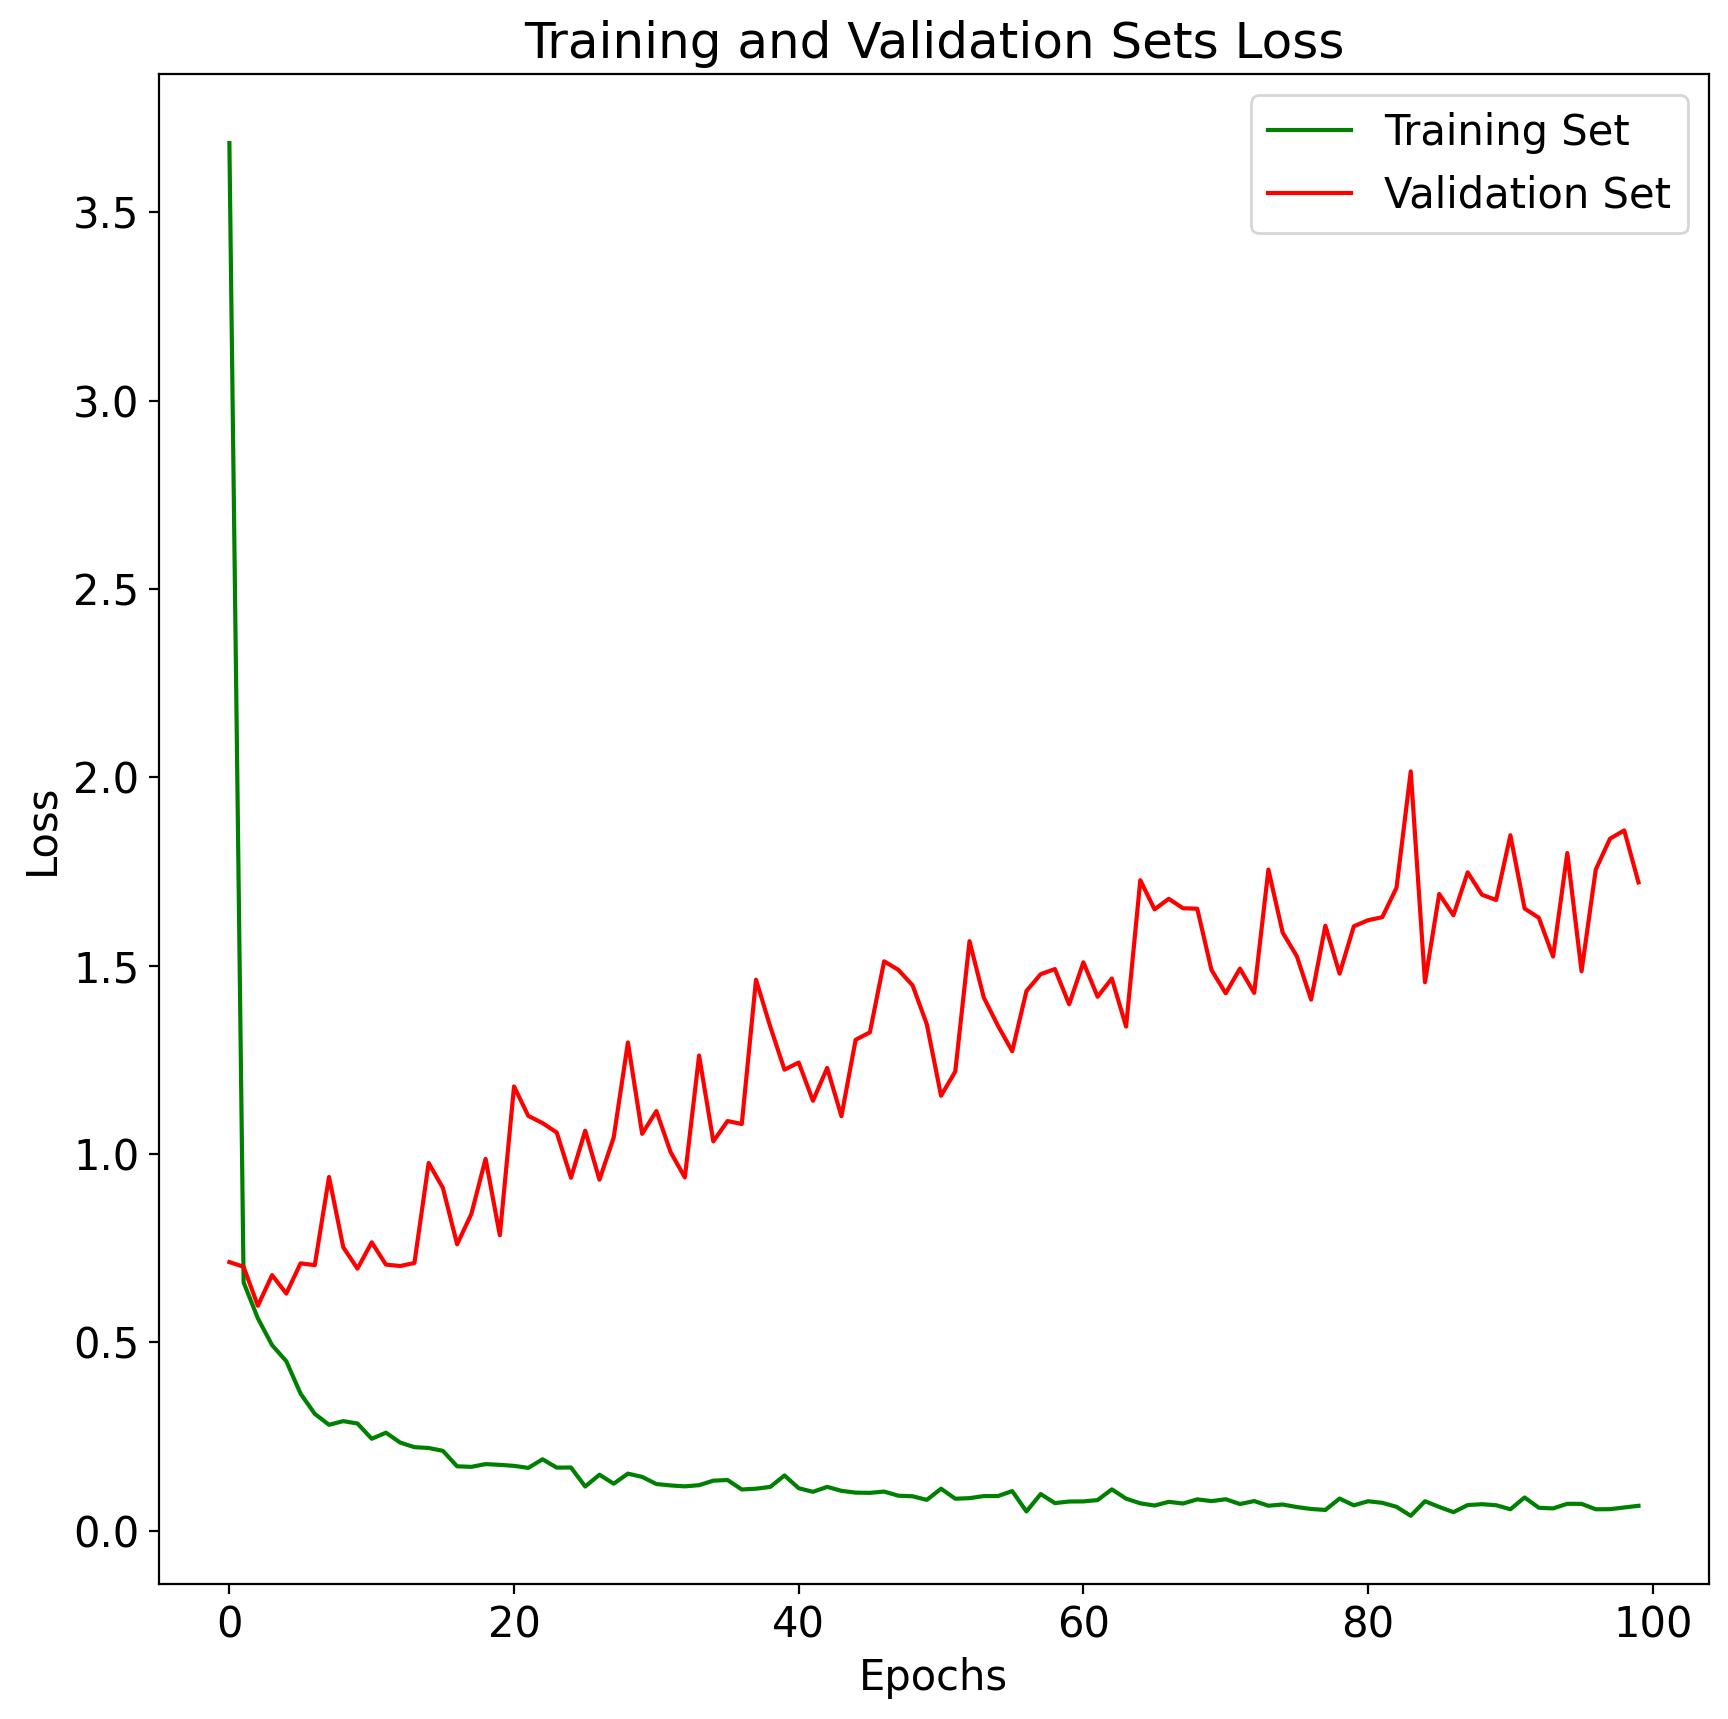 Training and Validation Sets Loss
Training Set
Validation Set
3.5
3.0
2.5
2.0
1.5
1.0
0.5
0.0
Loss
0 20 40 60 80 100
Epochs